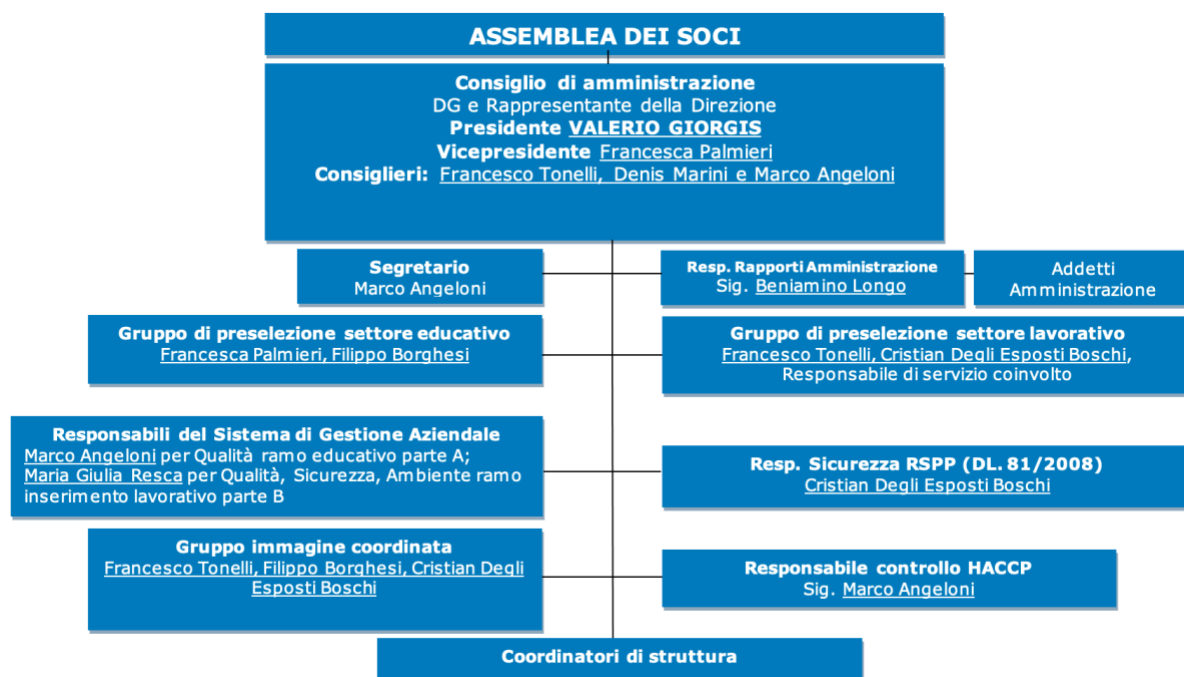 ASSEMBLEA DEI SOCI
Consiglio di amministrazione
DG e Rappresentante della Direzione
Presidente VALERIO GIORGIS
Vicepresidente Francesca Palmieri
Consiglieri: Francesco Tonelli, Denis Marini e Marco Angeloni
Segretario
Marco Angeloni
Resp. Rapporti Amministrazione
Sig. Beniamino Longo
Addetti
Amministrazione
Gruppo di preselezione settore educativo
Francesca Palmieri, Filippo Borghesi
Gruppo di preselezione settore lavorativo
Francesco Tonelli, Cristian Degli Esposti Boschi,
Responsabile di servizio coinvolto
Responsabili del Sistema di Gestione Aziendale
Marco Angeloni per Qualità ramo educativo parte A;
Maria Giulia Resca per Qualità, Sicurezza, Ambiente ramo
inserimento lavorativo parte B
Resp. Sicurezza RSPP (DL. 81/2008)
Cristian Degli Esposti Boschi
Gruppo immagine coordinata
Francesco Tonelli, Filippo Borghesi, Cristian Degli
Esposti Boschi
Responsabile controllo HACCP
Sig. Marco Angeloni
Coordinatori di struttura